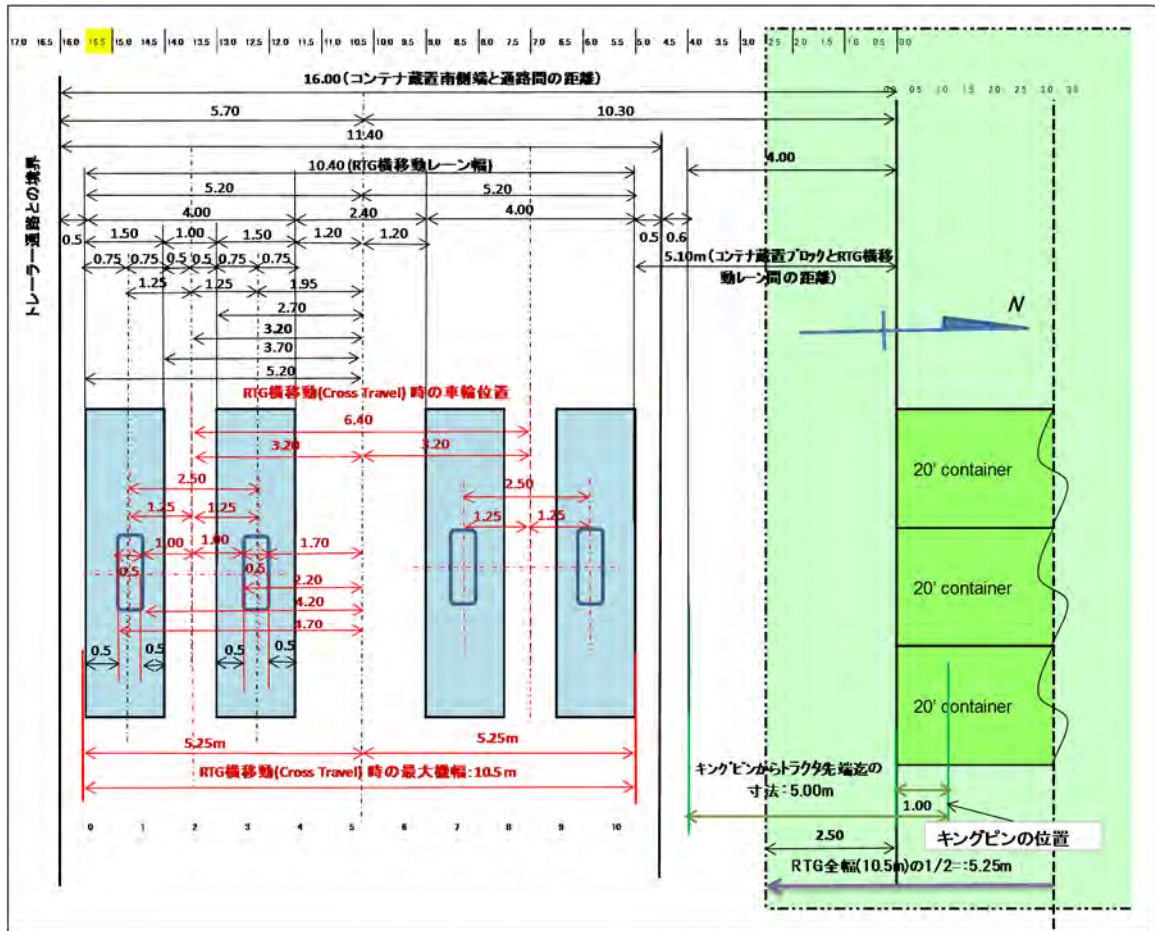 17.0 16.5 16.0 15.5 15.0 14.5 14.0 13.5 13.0 12.5 12.0 11.5 11.0 10.5 10.0 9.5 9.0 8.5 8.0 7.5 7.0 6.5 6.0 5.5 5.0 4.5 4.0 3.5 3.0 2.5 2.0 1.5 1.0 0.5 0.0
16.00(コンテナ蔵置南側端と通路間の距離)
0.0 0.5 1.0 1.5 2.0 2.5 3.0 3.5
5.70 10.30
11.40
4.00
10.40 (RTG横移動レーン幅)
5.20 5.20
トレーラー通路との境界
4.00 2.40 4.00
0.5 1.50 1.00 1.50 1.20 1.20 0.5 0.6
0.75 0.75 0.5 0.5 0.75 0.75
5.10m(コンテナ蔵置ブロックとRTG横移
動レーン間の距離)
1.25 1.25 1.95
2.70
3.20
3.70
5.20
N
RTG横移動(Cross Travel) 時の車輪位置
6.40
3.20 3.20
2.50 2.50
1.25 1.25 1.25 1.25
1.00 1.00 1.70
0.5 0.5
2.20
4.20
4.70
0.5 0.5 0.5 0.5
20' container
20' container
20' container
5.25m 5.25m
RTG横移動(Cross Travel) 時の最大機幅:10.5m
キングピンからトラクタ先端迄の
寸法:5.00m
1.00
キングピンの位置
0 1 2 3 4 5 6 7 8 9 10
2.50
RTG全幅(10.5m)の1/2=:5.25m